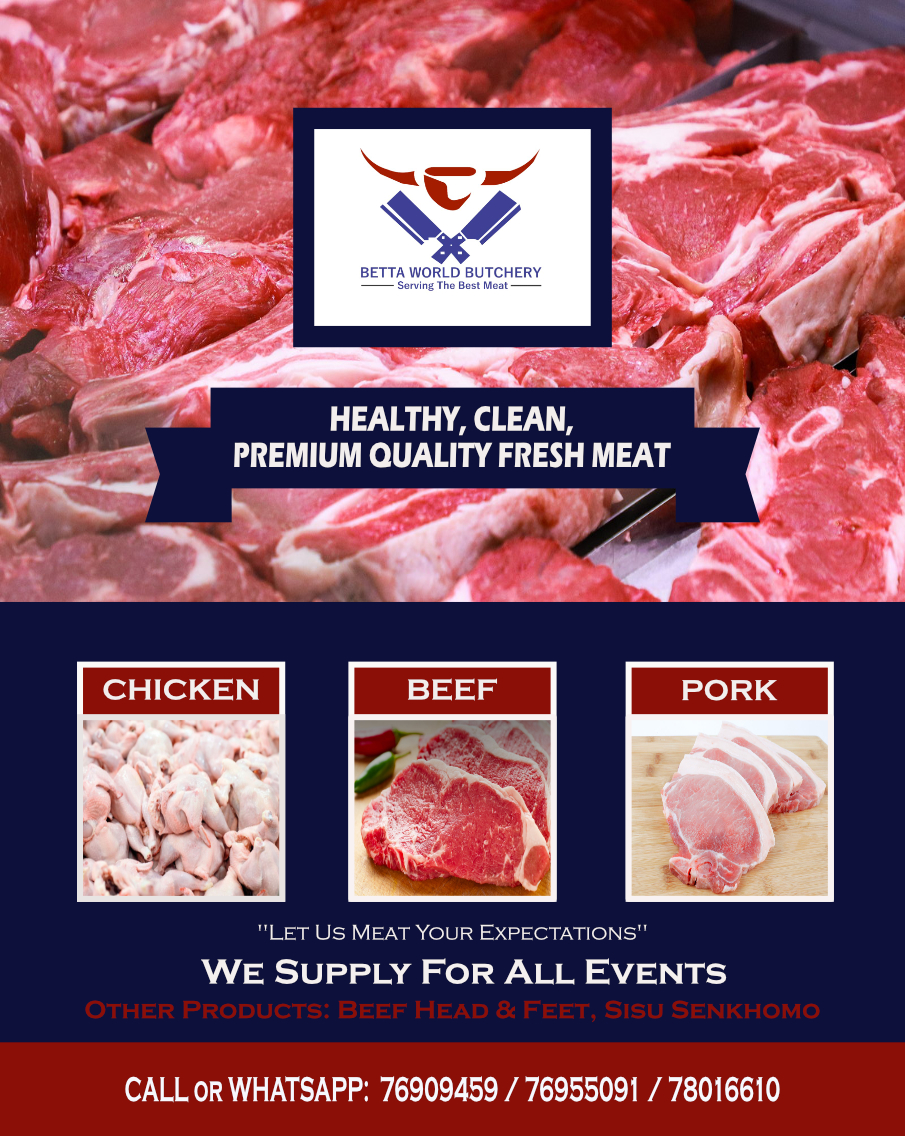 BETTA WORLD BUTCHERY
Serving The Best Meat
HEALTHY, CLEAN,
PREMIUM QUALITY FRESH MEAT
CHICKEN
BEEF
PORK
"Let Us Meat Your Expectations"
We Supply For All Events
Other Products: Beef Head & Feet, Sisu Senkhomo
CALL or WHATSAPP: 76909459 / 76955091 / 78016610